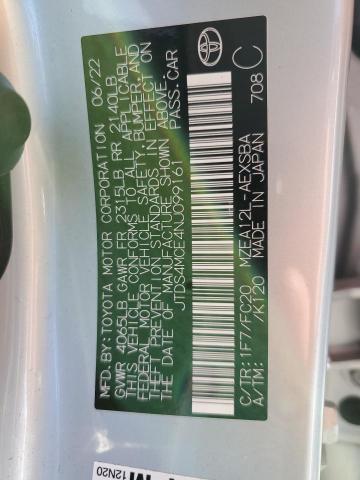 MFD. BY: TOYOTA MOTOR CORPORATION 06/22
GVWR 4065LB GAWR FR 2315LB RR 2140LB
THIS VEHICLE CONFORMS TO ALL APPLICABLE
FEDERAL MOTOR VEHICLE SAFETY, BUMPER, AND
THEFT PREVENTION STANDARDS IN EFFECT ON
THE DATE OF MANUFACTURE SHOWN ABOVE.
JTDS4MCE4NJ099161 PASS.CAR
C/TR: 1F7/FC20 MZEA12L-AEXSBA
A/TM: /K120 MADE IN JAPAN 708 C
TOYOTA
12N20